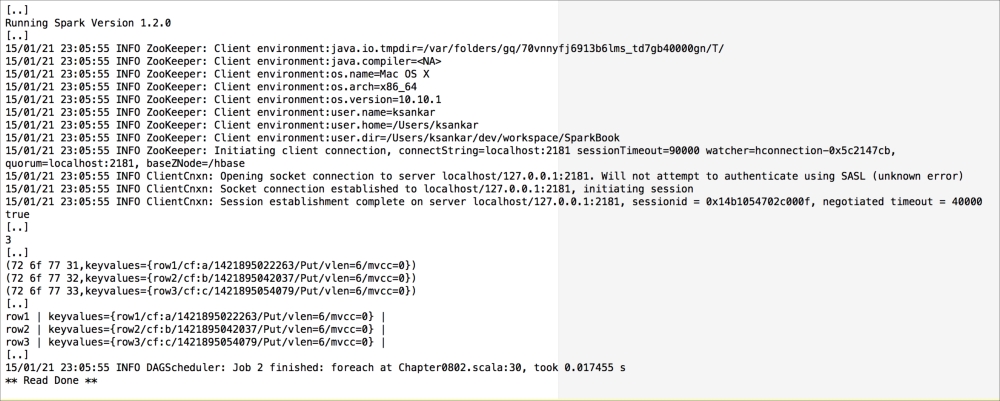 [..]
Running Spark Version 1.2.0
[..]
15/01/21 23:05:55 INFO ZooKeeper: Client environment:java.io.tmpdir=/var/folders/gq/70vnnyfj6913b6lms_td7gb40000gn/T/
15/01/21 23:05:55 INFO ZooKeeper: Client environment:java.compiler=<NA>
15/01/21 23:05:55 INFO ZooKeeper: Client environment:os.name=Mac OS X
15/01/21 23:05:55 INFO ZooKeeper: Client environment:os.arch=x86_64
15/01/21 23:05:55 INFO ZooKeeper: Client environment:os.version=10.10.1
15/01/21 23:05:55 INFO ZooKeeper: Client environment:user.name=ksankar
15/01/21 23:05:55 INFO ZooKeeper: Client environment:user.home=/Users/ksankar
15/01/21 23:05:55 INFO ZooKeeper: Client environment:user.dir=/Users/ksankar/dev/workspace/SparkBook
15/01/21 23:05:55 INFO ZooKeeper: Initiating client connection, connectString=localhost:2181 sessionTimeout=90000 watcher=hconnection-0x5c2147cb,
quorum=localhost:2181, baseZNode=/hbase
15/01/21 23:05:55 INFO ClientCnxn: Opening socket connection to server localhost/127.0.0.1:2181. Will not attempt to authenticate using SASL (unknown error)
15/01/21 23:05:55 INFO ClientCnxn: Socket connection established to localhost/127.0.0.1:2181, initiating session
15/01/21 23:05:55 INFO ClientCnxn: Session establishment complete on server localhost/127.0.0.1:2181, sessionid = 0x14b1054702c000f, negotiated timeout = 40000
true
[..]
3
[..]
(72 6f 77 31,keyvalues={row1/cf:a/1421895022263/Put/vlen=6/mvcc=0})
(72 6f 77 32,keyvalues={row2/cf:b/1421895042037/Put/vlen=6/mvcc=0})
(72 6f 77 33,keyvalues={row3/cf:c/1421895054079/Put/vlen=6/mvcc=0})
[..]
row1 | keyvalues={row1/cf:a/1421895022263/Put/vlen=6/mvcc=0} |
row2 | keyvalues={row2/cf:b/1421895042037/Put/vlen=6/mvcc=0} |
row3 | keyvalues={row3/cf:c/1421895054079/Put/vlen=6/mvcc=0} |
[..]
15/01/21 23:05:55 INFO DAGScheduler: Job 2 finished: foreach at Chapter0802.scala:30, took 0.017455 s
** Read Done **